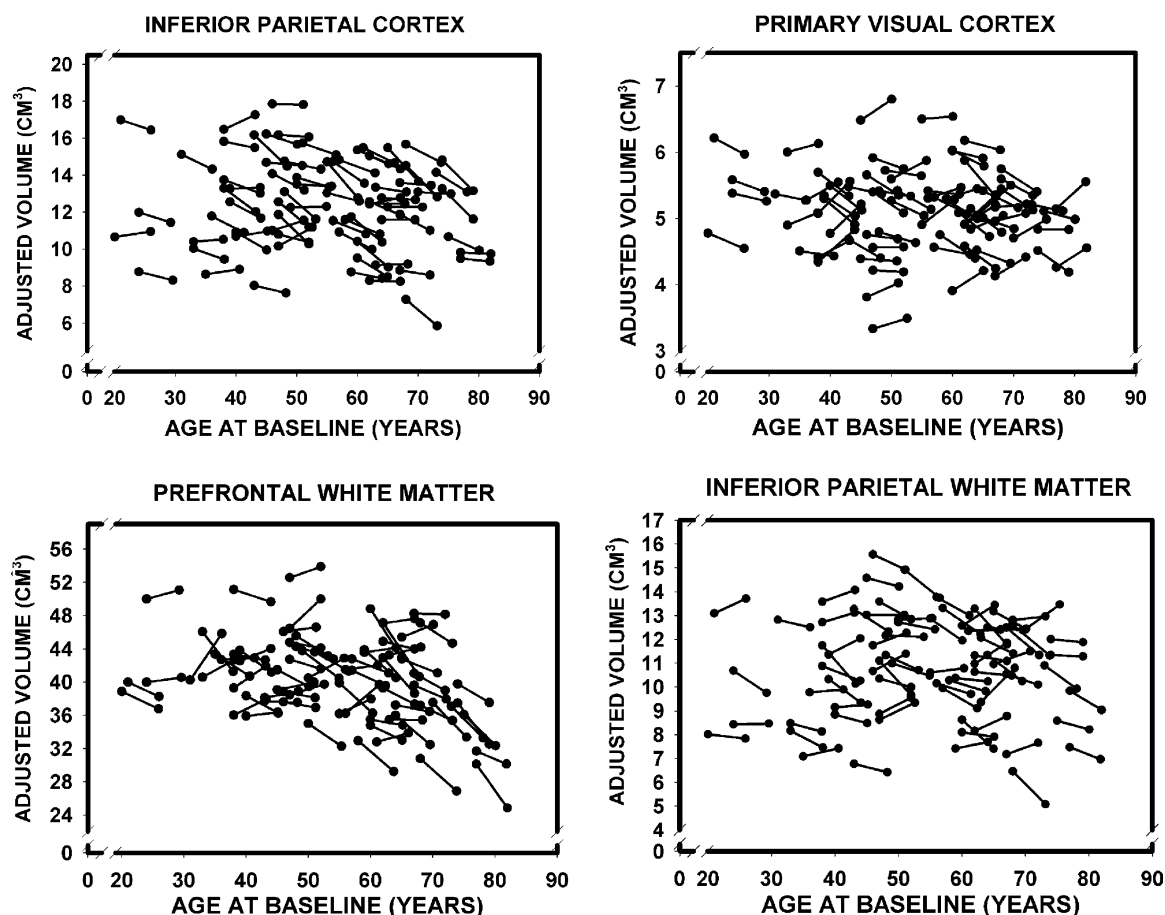 INFERIOR PARIETAL CORTEX
ADJUSTED VOLUME (CM³)
20
18
16
14
12
10
8
6
0
0 20 30 40 50 60 70 80 90
AGE AT BASELINE (YEARS)
PRIMARY VISUAL CORTEX
ADJUSTED VOLUME (CM³)
7
6
5
4
3
0
0 20 30 40 50 60 70 80 90
AGE AT BASELINE (YEARS)
PREFRONTAL WHITE MATTER
ADJUSTED VOLUME (CM³)
56
52
48
44
40
36
32
28
24
0
0 20 30 40 50 60 70 80 90
AGE AT BASELINE (YEARS)
INFERIOR PARIETAL WHITE MATTER
ADJUSTED VOLUME (CM³)
17
16
15
14
13
12
11
10
9
8
7
6
5
4
0
0 20 30 40 50 60 70 80 90
AGE AT BASELINE (YEARS)